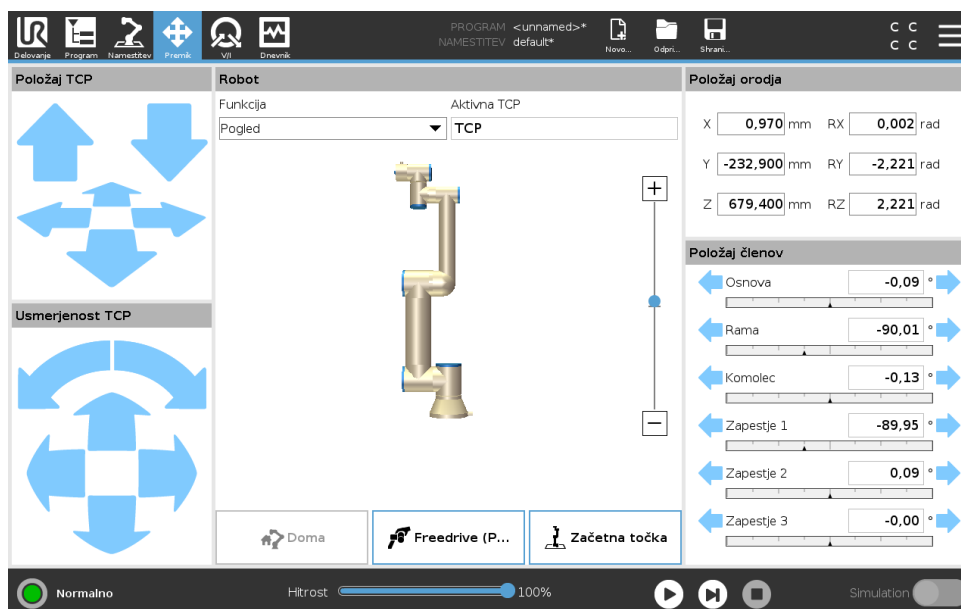 PROGRAM <unnamed>*
NAMESTITEV default*
UR
Delovanje Program Namestitev Premik V/I Dnevnik
Novo... Odpri... Shrani...
C C
C C
Položaj TCP
Robot
Položaj orodja
Funkcija
Aktivna TCP
Pogled
TCP
X 0,970 mm RX 0,002 rad
Y -232,900 mm RY -2,221 rad
Z 679,400 mm RZ 2,221 rad
Usmerjenost TCP
Položaj členov
Osnova -0,09 °
Rama -90,01 °
Komolec -0,13 °
Zapestje 1 -89,95 °
Zapestje 2 0,09 °
Zapestje 3 -0,00 °
Doma
Freedrive (P...
Začetna točka
Normalno
Hitrost 100%
Simulation